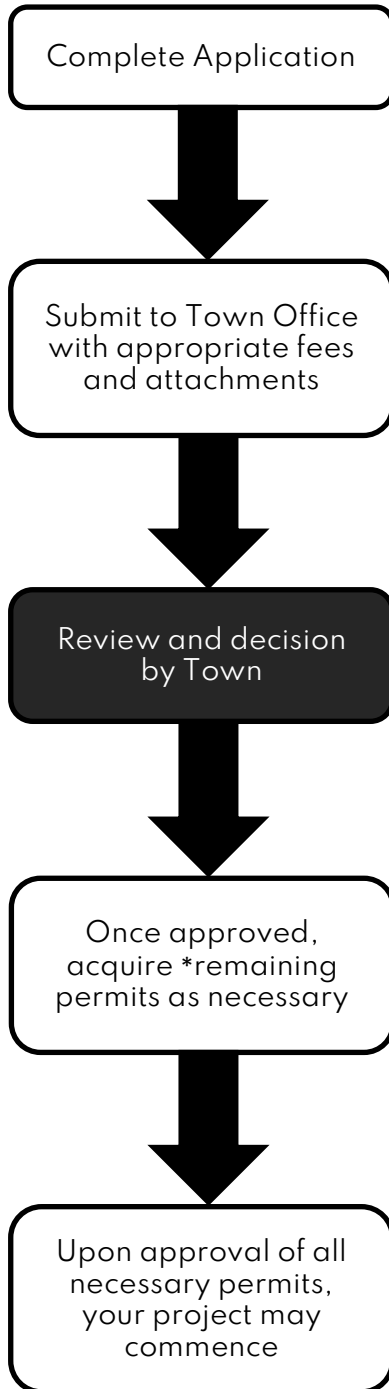 Complete Application
Submit to Town Office
with appropriate fees
and attachments
Review and decision
by Town
Once approved,
acquire *remaining
permits as necessary
Upon approval of all
necessary permits,
your project may
commence